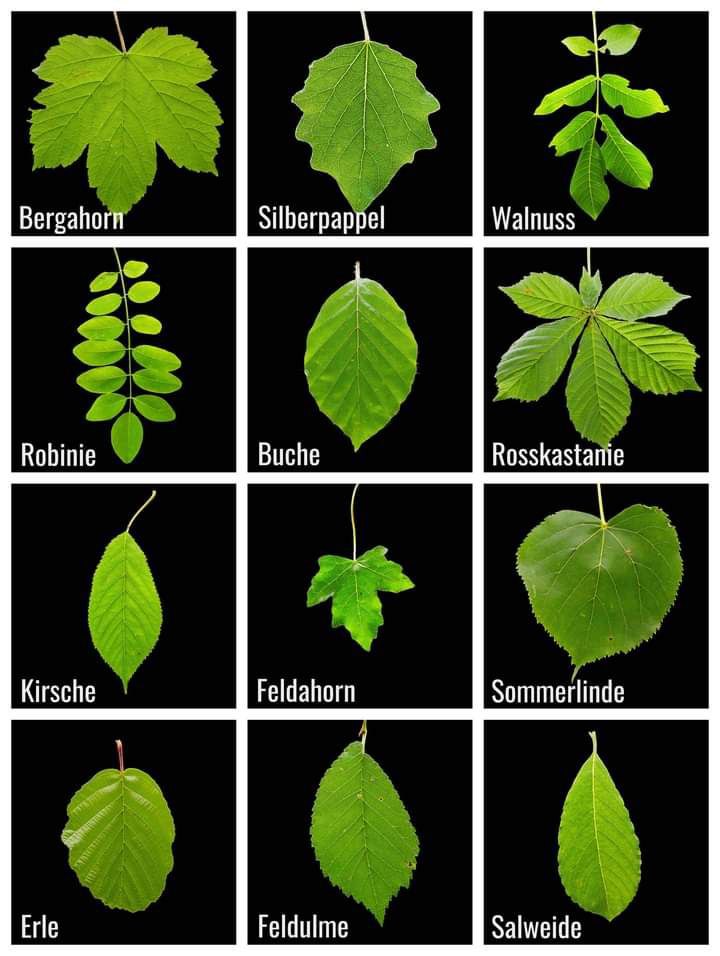 Bergahorn
Silberpappel
Walnuss
Robinie
Buche
Rosskastanie
Kirsche
Feldahorn
Sommerlinde
Erle
Feldulme
Salweide